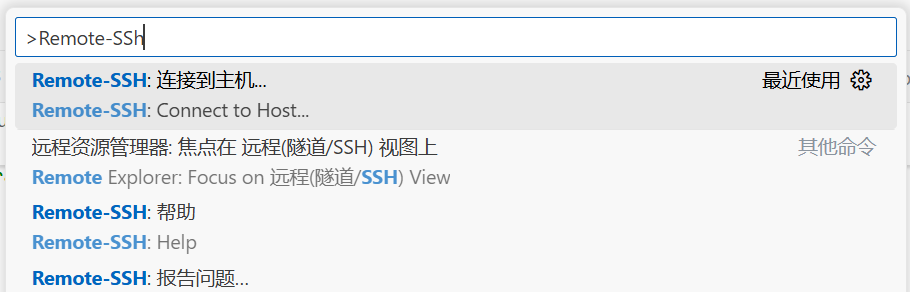 >Remote-SSh
Remote-SSH: 连接到主机... 最近使用
Remote-SSH: Connect to Host...
远程资源管理器: 焦点在 远程(隧道/SSH) 视图上 其他命令
Remote Explorer: Focus on 远程(隧道/SSH) View
Remote-SSH: 帮助
Remote-SSH: Help
Remote-SSH: 报告问题...